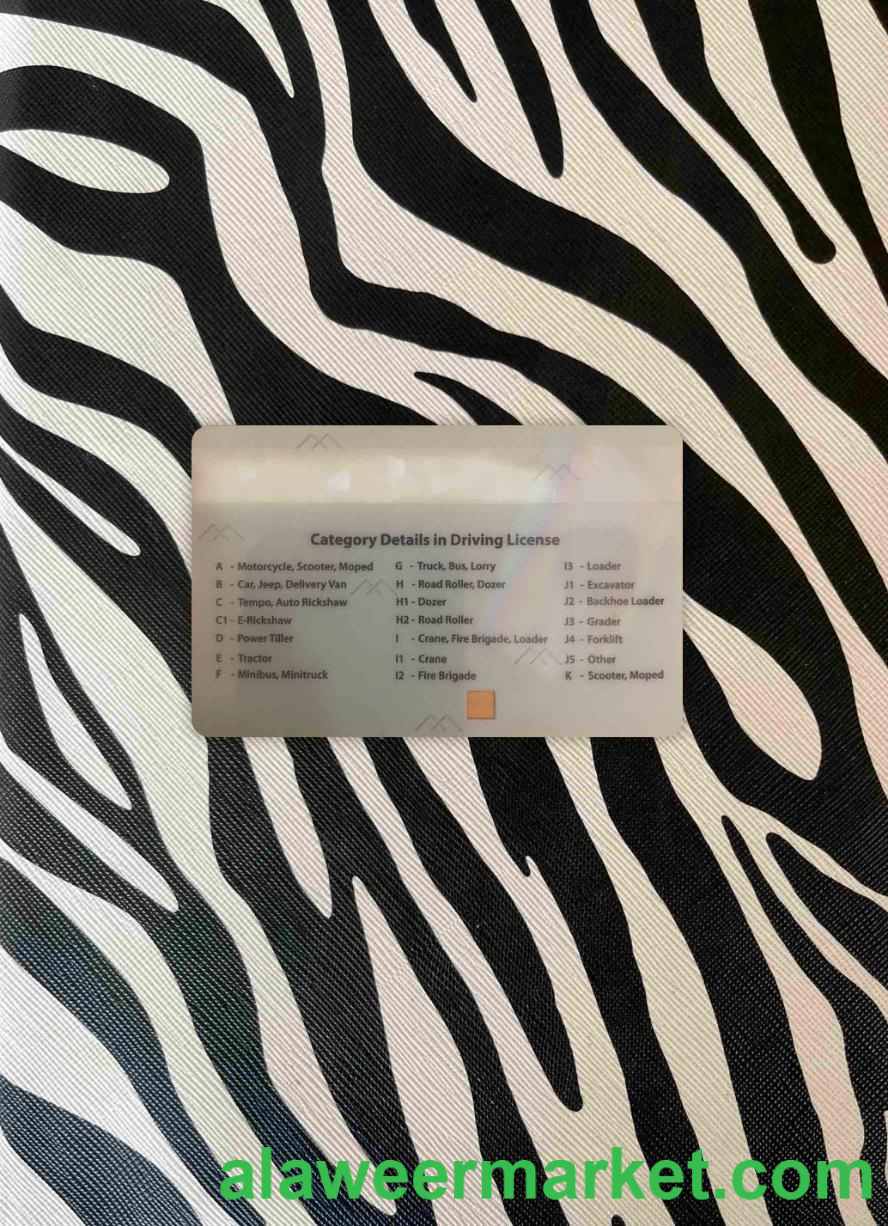 Category Details in Driving License
A - Motorcycle, Scooter, Moped
B - Car, Jeep, Delivery Van
C - Tempo, Auto Rickshaw
C1 - E-Rickshaw
D - Power Tiller
E - Tractor
F - Minibus, Minitruck
G - Truck, Bus, Lorry
H - Road Roller, Dozer
H1 - Dozer
H2 - Road Roller
I - Crane, Fire Brigade, Loader
I1 - Crane
I2 - Fire Brigade
I3 - Loader
J1 - Excavator
J2 - Backhoe Loader
J3 - Grader
J4 - Forklift
J5 - Other
K - Scooter, Moped
alaweermarket.com